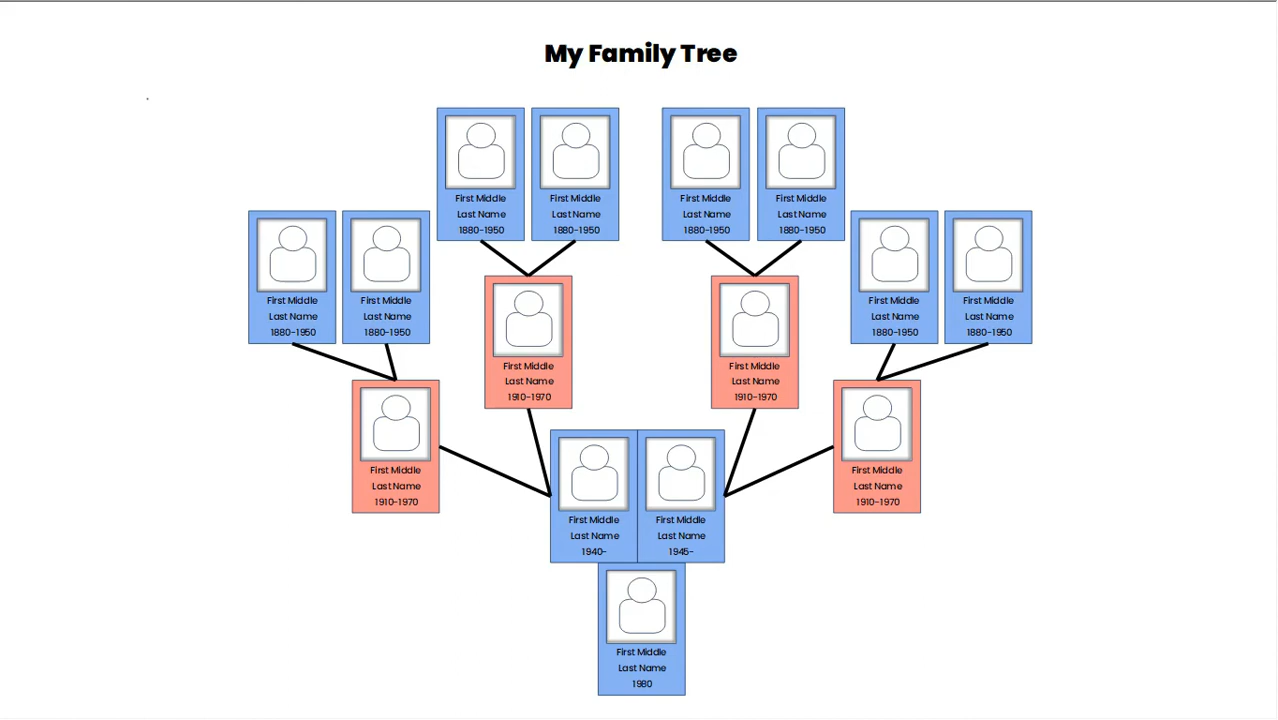 My Family Tree
First Middle
Last Name
1880-1950
First Middle
Last Name
1880-1950
First Middle
Last Name
1880-1950
First Middle
Last Name
1880-1950
First Middle
Last Name
1880-1950
First Middle
Last Name
1880-1950
First Middle
Last Name
1880-1950
First Middle
Last Name
1880-1950
First Middle
Last Name
1910-1970
First Middle
Last Name
1910-1970
First Middle
Last Name
1910-1970
First Middle
Last Name
1910-1970
First Middle
Last Name
1940-
First Middle
Last Name
1945-
First Middle
Last Name
1980